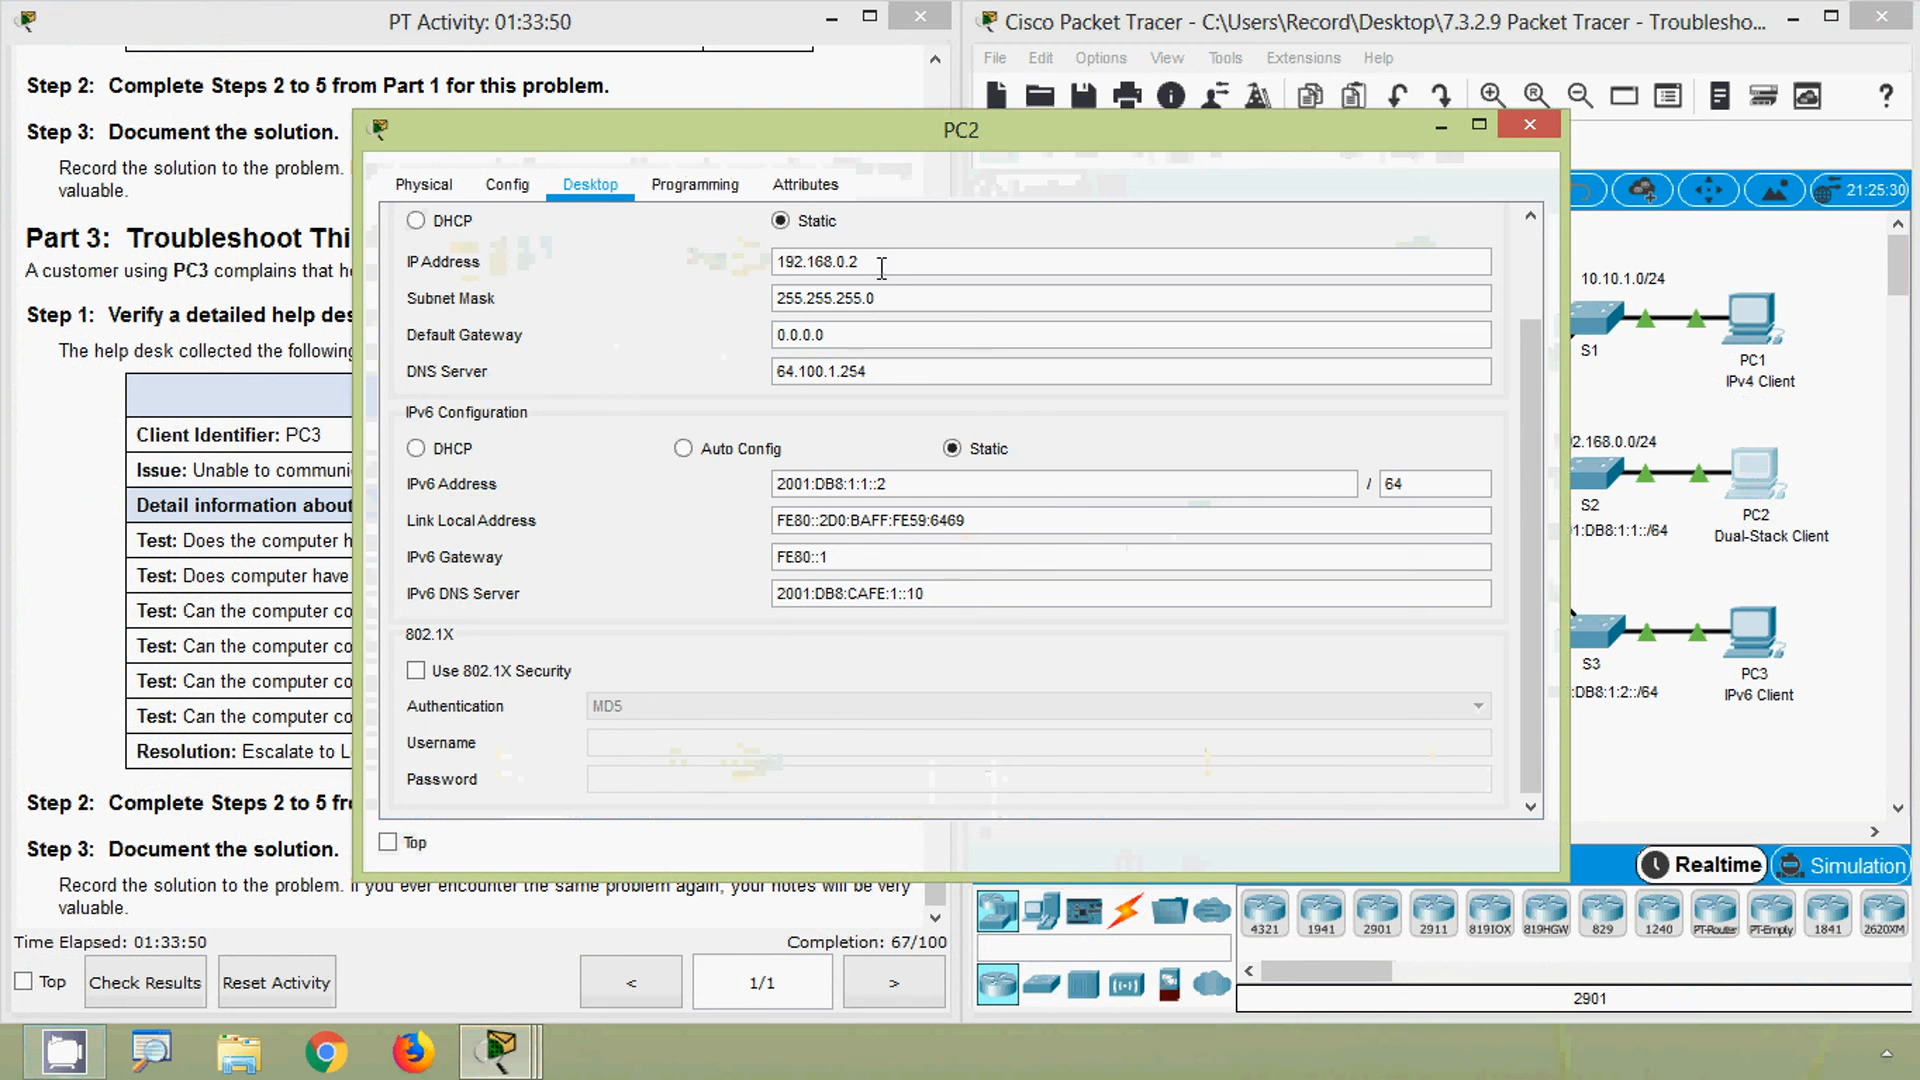 PT Activity: 01:33:50
Step 2: Complete Steps 2 to 5 from Part 1 for this problem.
Step 3: Document the solution.
Record the solution to the problem.
valuable.
Part 3: Troubleshoot Thi
A customer using PC3 complains that h
Step 1: Verify a detailed help des
The help desk collected the following
Client Identifier: PC3
Issue: Unable to communi
Detail information about
Test: Does the computer h
Test: Does computer have
Test: Can the computer co
Test: Can the computer co
Test: Can the computer co
Test: Can the computer co
Resolution: Escalate to L
Step 2: Complete Steps 2 to 5 fr
Step 3: Document the solution.
Record the solution to the problem. If you ever encounter the same problem again, your notes will be very
valuable.
Time Elapsed: 01:33:50
Completion: 67/100
Top
Check Results
Reset Activity
<
1/1
>
Cisco Packet Tracer - C:\Users\Record\Desktop\7.3.2.9 Packet Tracer - Troublesho...
File Edit Options View Tools Extensions Help
PC2
Physical Config Desktop Programming Attributes
DHCP
Static
IP Address
192.168.0.2
Subnet Mask
255.255.255.0
Default Gateway
0.0.0.0
DNS Server
64.100.1.254
IPv6 Configuration
DHCP
Auto Config
Static
IPv6 Address
2001:DB8:1:1::2
/
64
Link Local Address
FE80::2D0:BAFF:FE59:6469
IPv6 Gateway
FE80::1
IPv6 DNS Server
2001:DB8:CAFE:1::10
802.1X
Use 802.1X Security
Authentication
MD5
Username
Password
Top
21:25:30
10.10.1.0/24
S1
PC1
IPv4 Client
2.168.0.0/24
S2
PC2
1:DB8:1:1::/64
Dual-Stack Client
S3
PC3
:DB8:1:2::/64
IPv6 Client
Realtime
Simulation
4321 1941 2901 2911 819IOX 819HGW 829 1240 PT-Router PT-Empty 1841 2620XM
<
>
2901